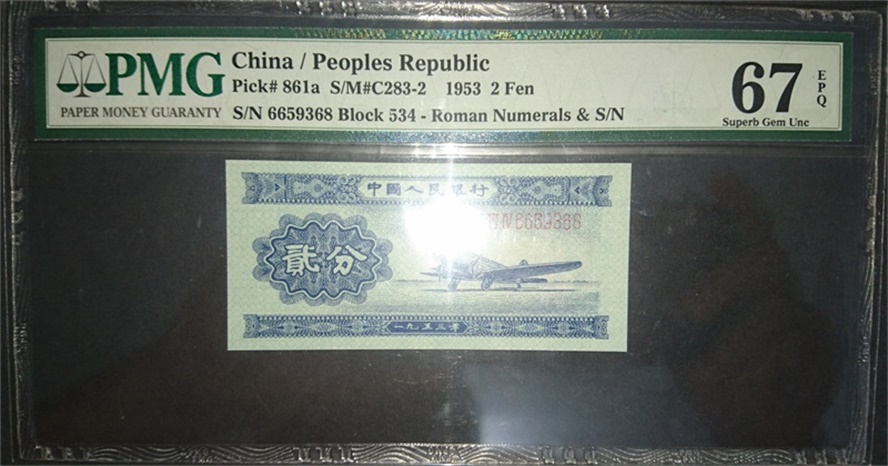 PMG
PAPER MONEY GUARANTY
China / Peoples Republic
Pick# 861a S/M#C283-2 1953 2 Fen
S/N 6659368 Block 534 - Roman Numerals & S/N
67 EPQ
Superb Gem Unc
中國人民銀行
6659368
貳分
一九五三年